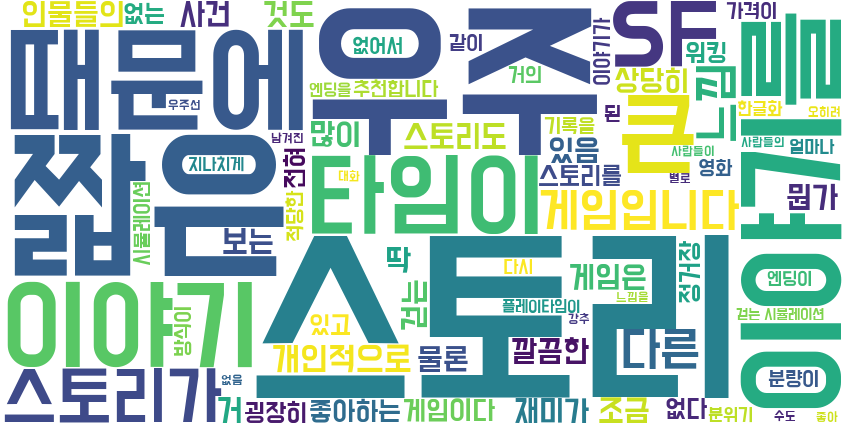 인물들의
없는
사건
것도
우주
없어서
같이
이야기가
SF
워킹
가격이
때문에
우주선
엔딩을
추천합니다
거의
상당히
느낌
를
큰
된
한글화
오히려
남겨진
많이
스토리도
기록을
있음
사람들이
사람들의
얼마나
짧은
지나치게
전혀
대화
타임이
스토리를
별로
영화
뭔가
시뮬레이션
적당한
보는
게임입니다
이야기를
딱
다시
게임은
정거장
엔딩이
이야기
방식이
있고
스토리
걷는
플레이타임이
느낌을
강추
걷는 시뮬레이션
개인적으로
물론
깔끔한
다른
분량이
스토리가
없음
거
굉장히
좋아하는
게임이다
재미가
조금
없다
분위기
수도
좋아